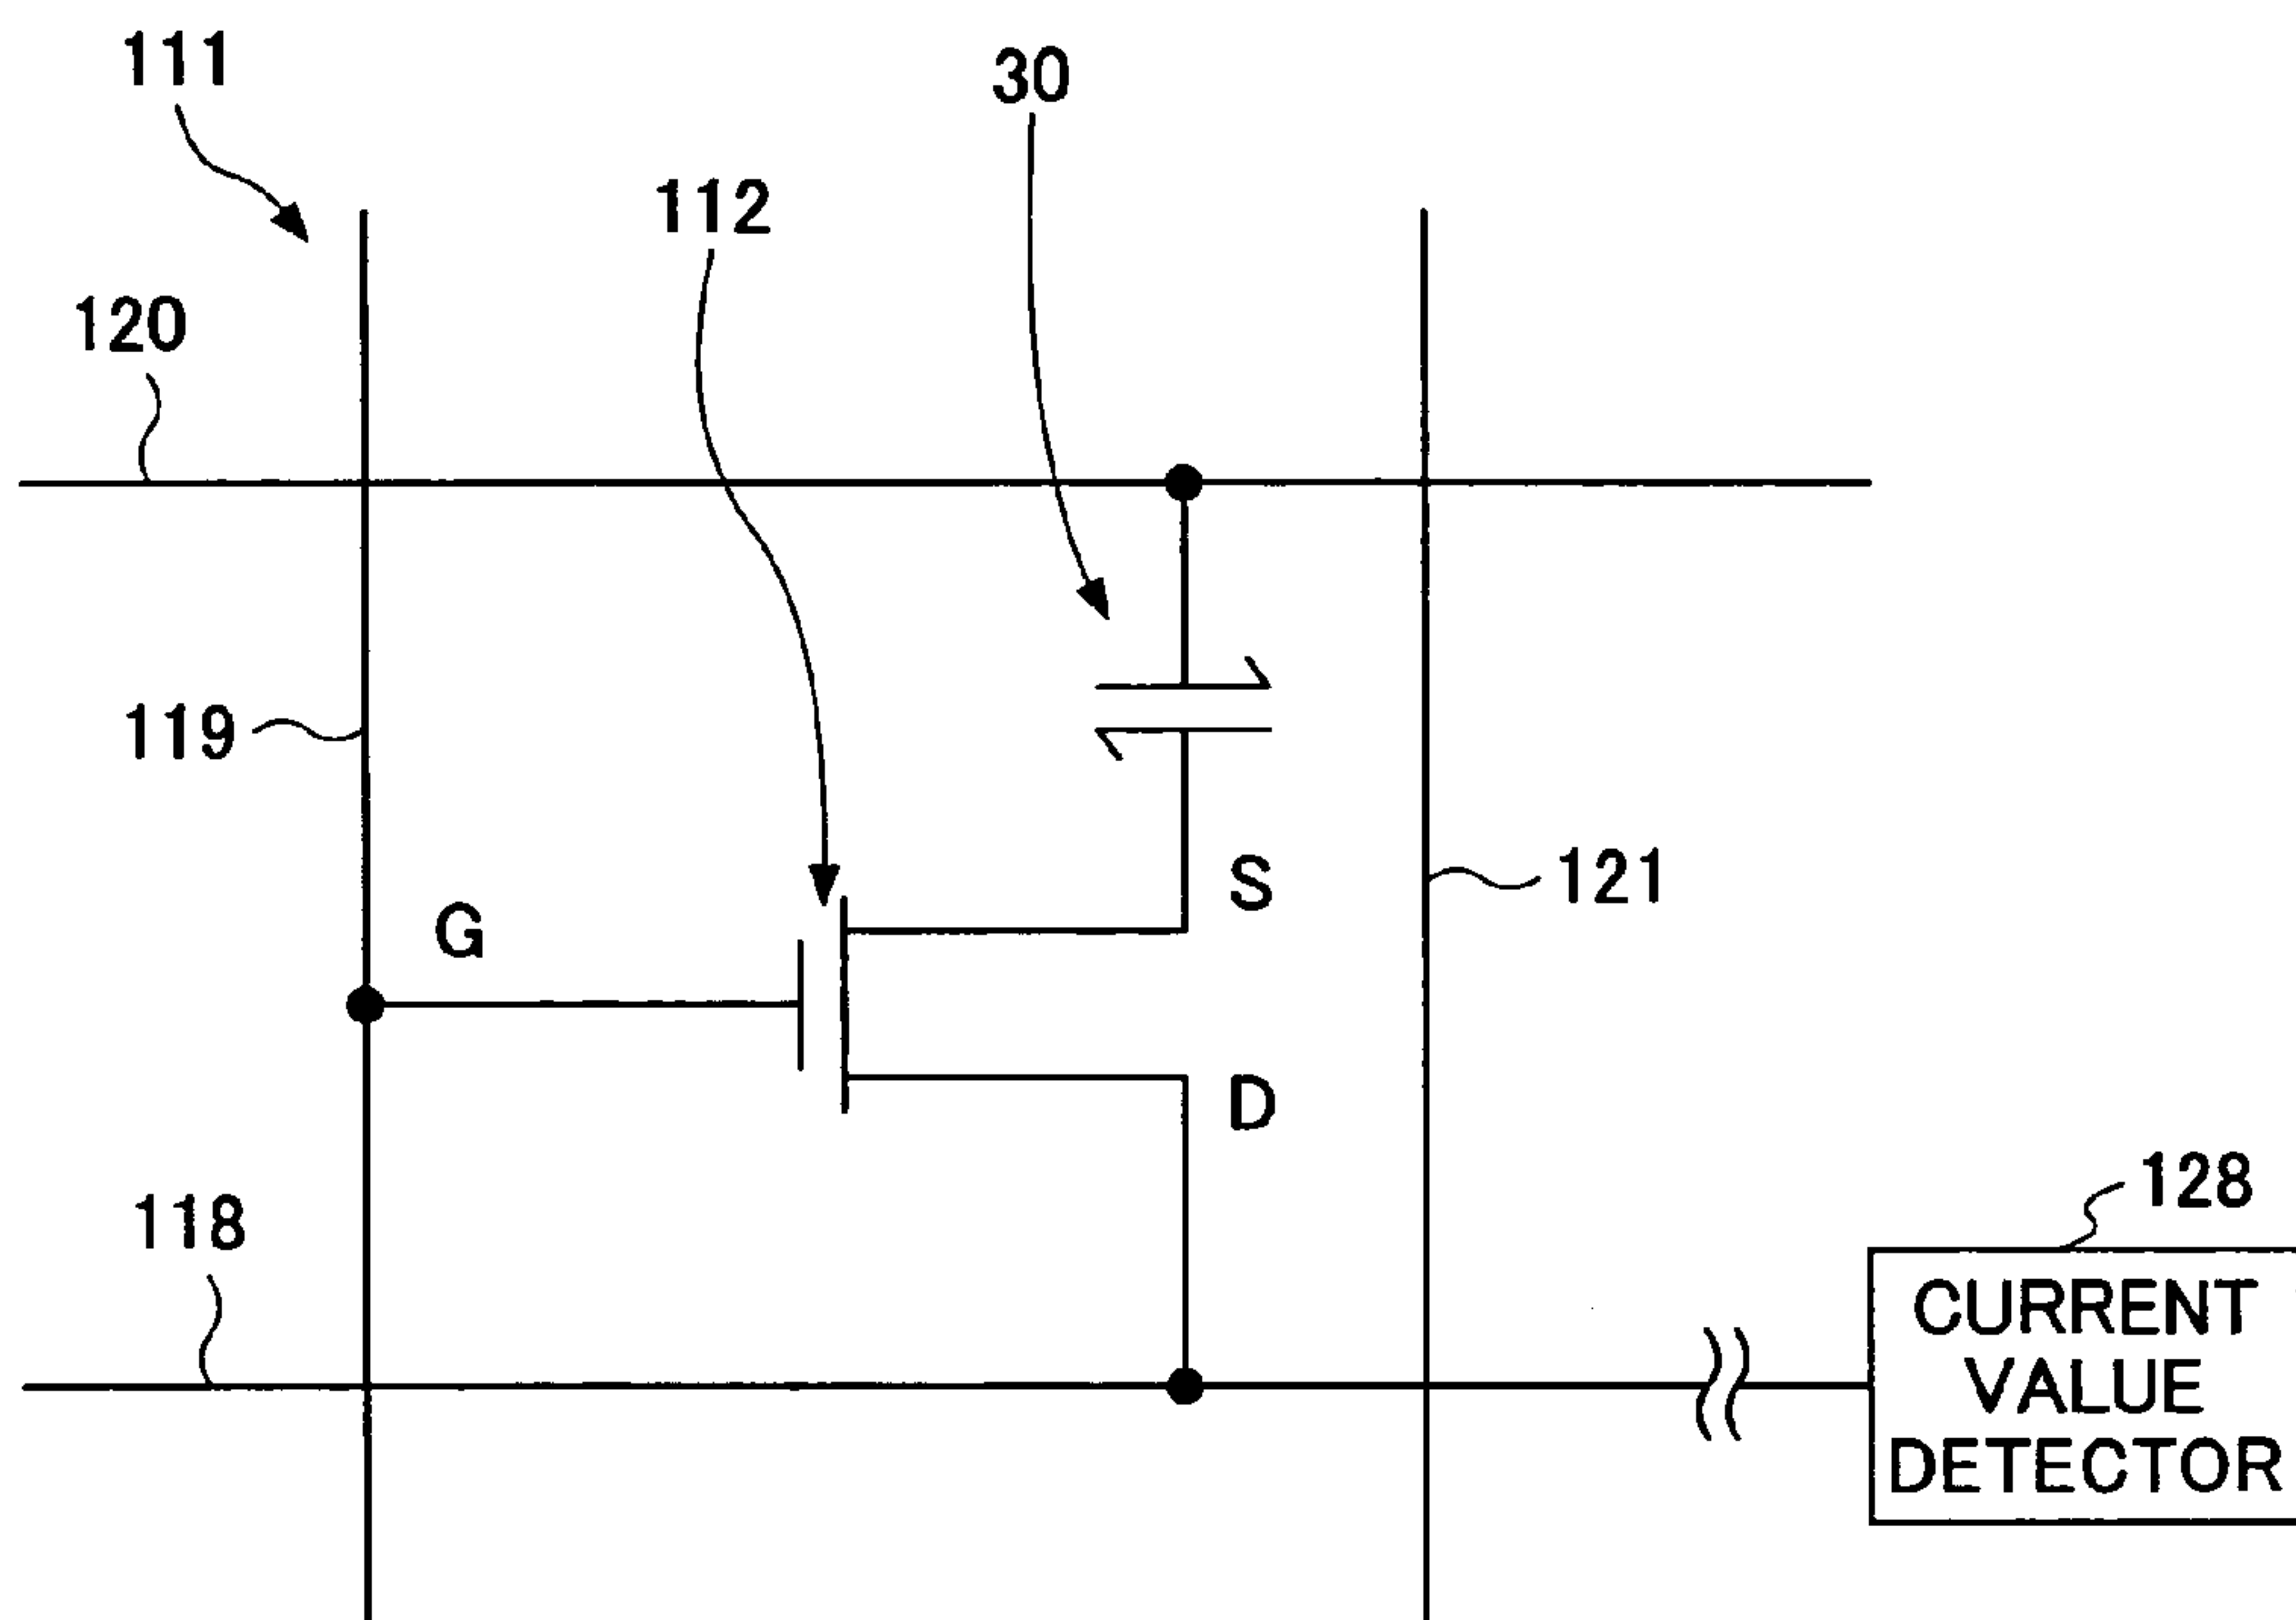 111
30
112
120
119
121
S
G
D
118
128
CURRENT
VALUE
DETECTOR